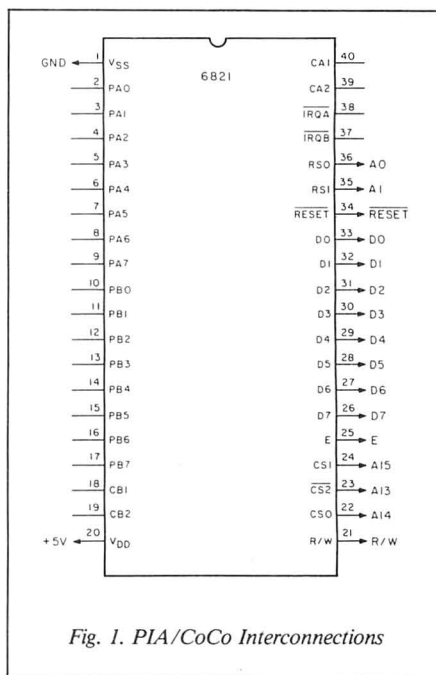 6821
GND 1 VSS
2 PA0
3 PA1
4 PA2
5 PA3
6 PA4
7 PA5
8 PA6
9 PA7
10 PB0
11 PB1
12 PB2
13 PB3
14 PB4
15 PB5
16 PB6
17 PB7
18 CB1
19 CB2
+5V 20 VDD
CA1 40
CA2 39
IRQA 38
IRQB 37
RS0 36 A0
RS1 35 A1
RESET 34 RESET
D0 33 D0
D1 32 D1
D2 31 D2
D3 30 D3
D4 29 D4
D5 28 D5
D6 27 D6
D7 26 D7
E 25 E
CS1 24 A15
CS2 23 A13
CS0 22 A14
R/W 21 R/W
Fig. 1. PIA/CoCo Interconnections